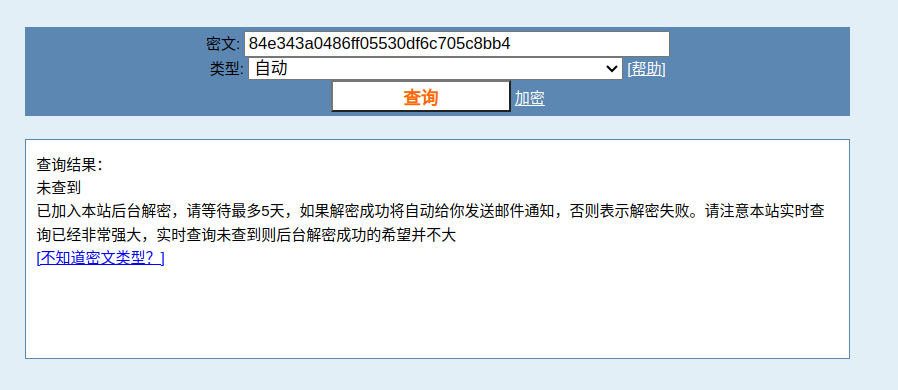 密文: 84e343a0486ff05530df6c705c8bb4
类型: 自动 [帮助]
查询 加密
查询结果：
未查到
已加入本站后台解密，请等待最多5天，如果解密成功将自动给你发送邮件通知，否则表示解密失败。请注意本站实时查
询已经非常强大，实时查询未查到则后台解密成功的希望并不大
[不知道密文类型？]